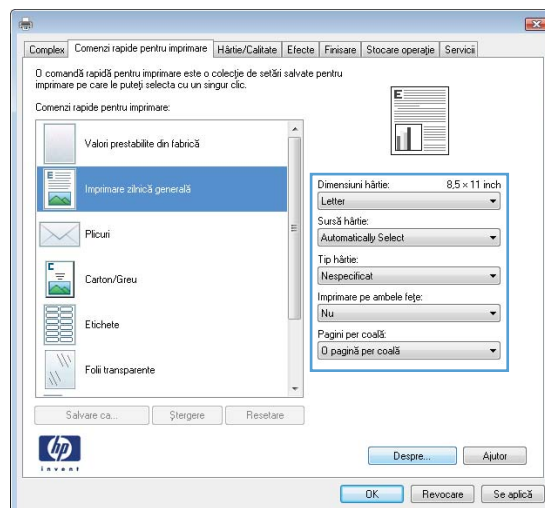 Complex Comenzi rapide pentru imprimare Hârtie/Calitate Efecte Finisare Stocare operaţie Servicii
O comandă rapidă pentru imprimare este o colecţie de setări salvate pentru
imprimare pe care le puteţi selecta cu un singur clic.
Comenzi rapide pentru imprimare:
Valori prestabilite din fabrică
Imprimare zilnică generală
Plicuri
Carton/Greu
Etichete
Folii transparente
Salvare ca... Ştergere Resetare
E
Dimensiuni hârtie: 8,5 × 11 inch
Letter
Sursă hârtie:
Automatically Select
Tip hârtie:
Nespecificat
Imprimare pe ambele feţe:
Nu
Pagini per coală:
O pagină per coală
hp
invent
Despre... Ajutor
OK Revocare Se aplică